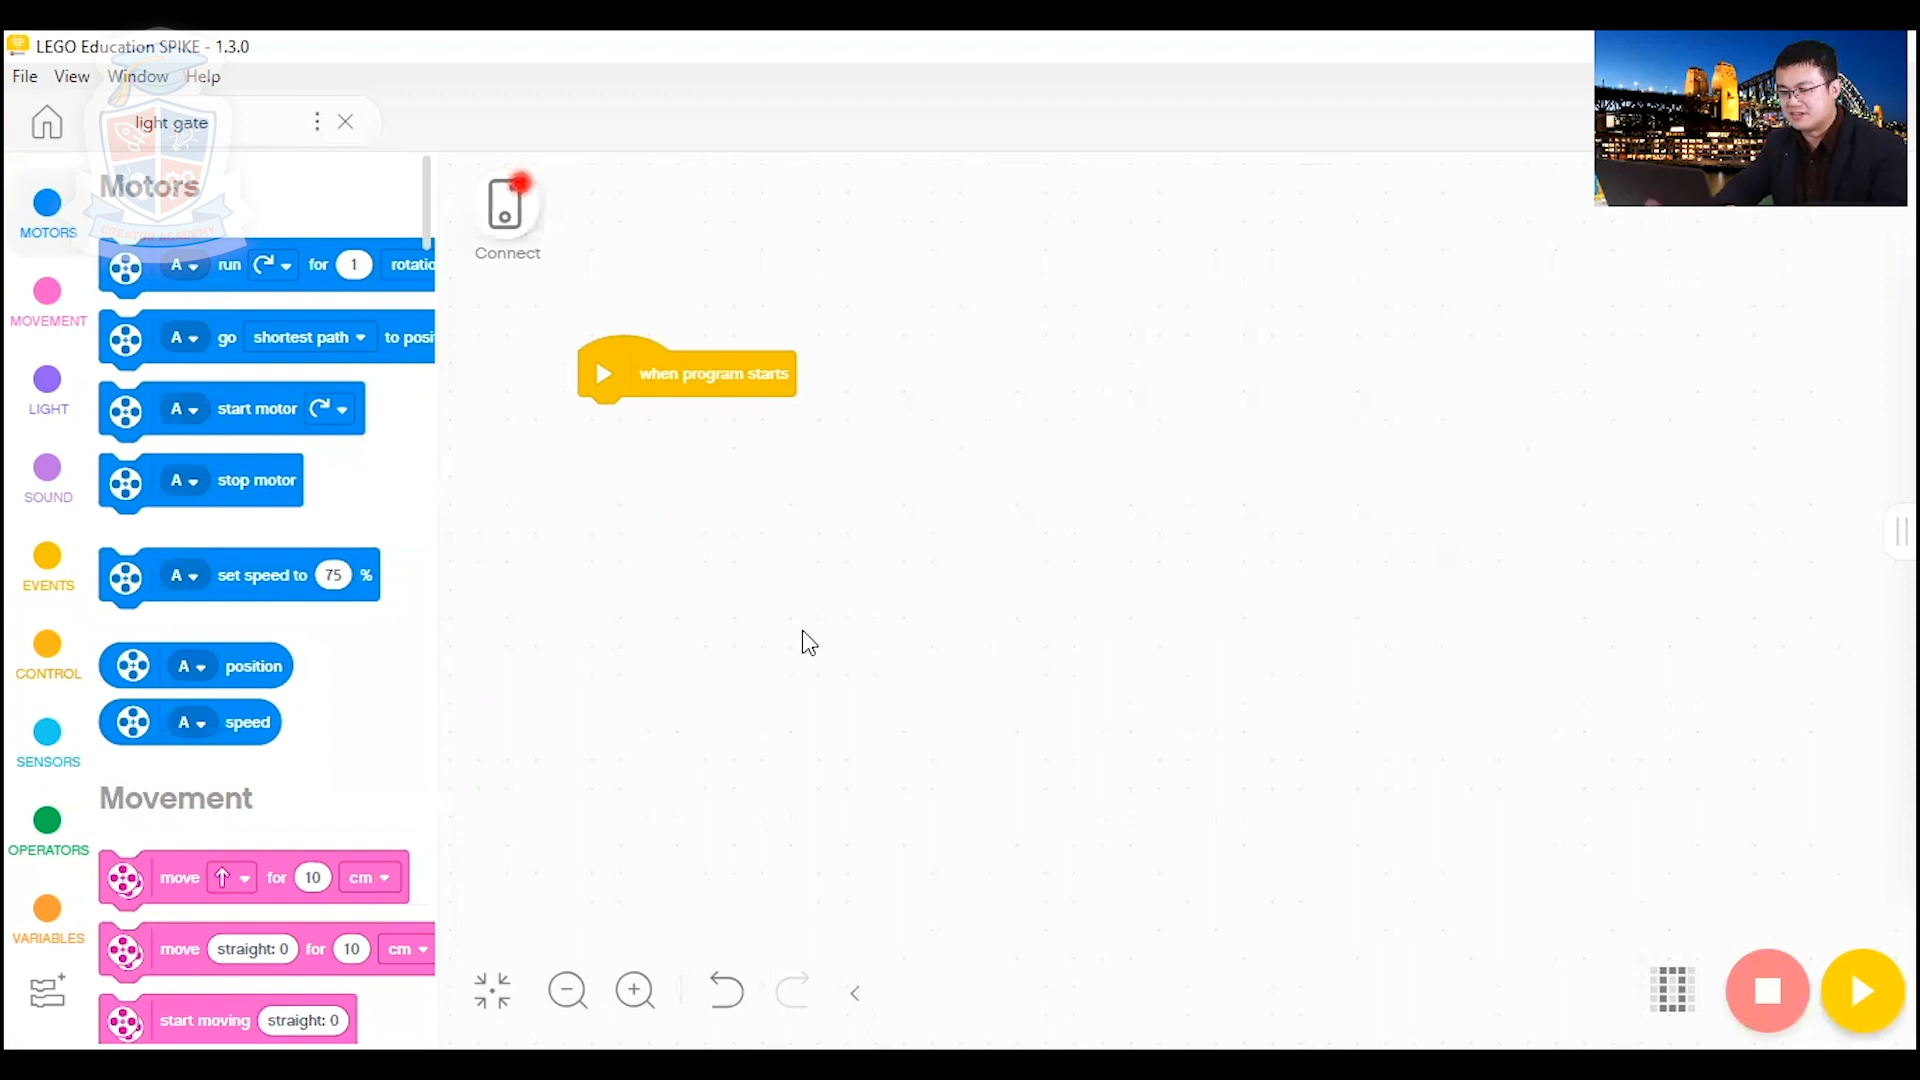 LEGO Education SPIKE - 1.3.0
File View Window Help
light gate
CREATOR ACADEMY
MOTORS
MOVEMENT
LIGHT
SOUND
EVENTS
CONTROL
SENSORS
OPERATORS
VARIABLES
Motors
A run for 1 rotatio
A go shortest path to posi
A start motor
A stop motor
A set speed to 75 %
A position
A speed
Movement
move for 10 cm
move straight: 0 for 10 cm
start moving straight: 0
Connect
when program starts